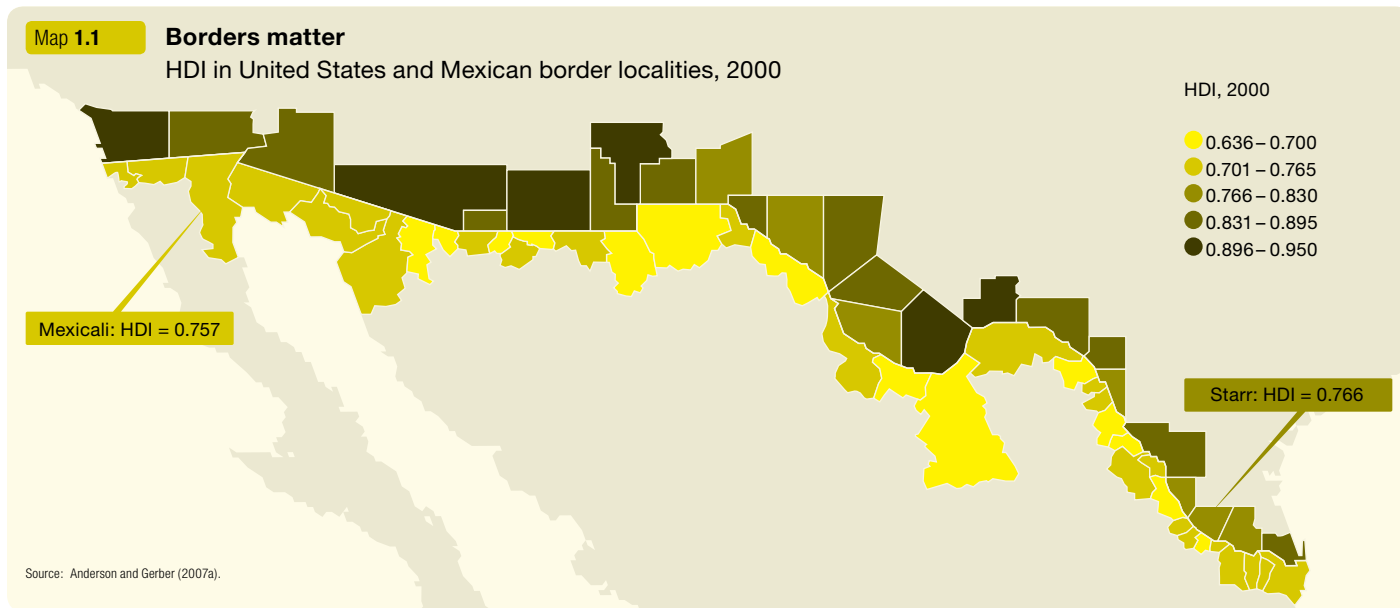 Map 1.1
Borders matter
HDI in United States and Mexican border localities, 2000
HDI, 2000
0.636 – 0.700
0.701 – 0.765
0.766 – 0.830
0.831 – 0.895
0.896 – 0.950
Mexicali: HDI = 0.757
Starr: HDI = 0.766
Source: Anderson and Gerber (2007a).